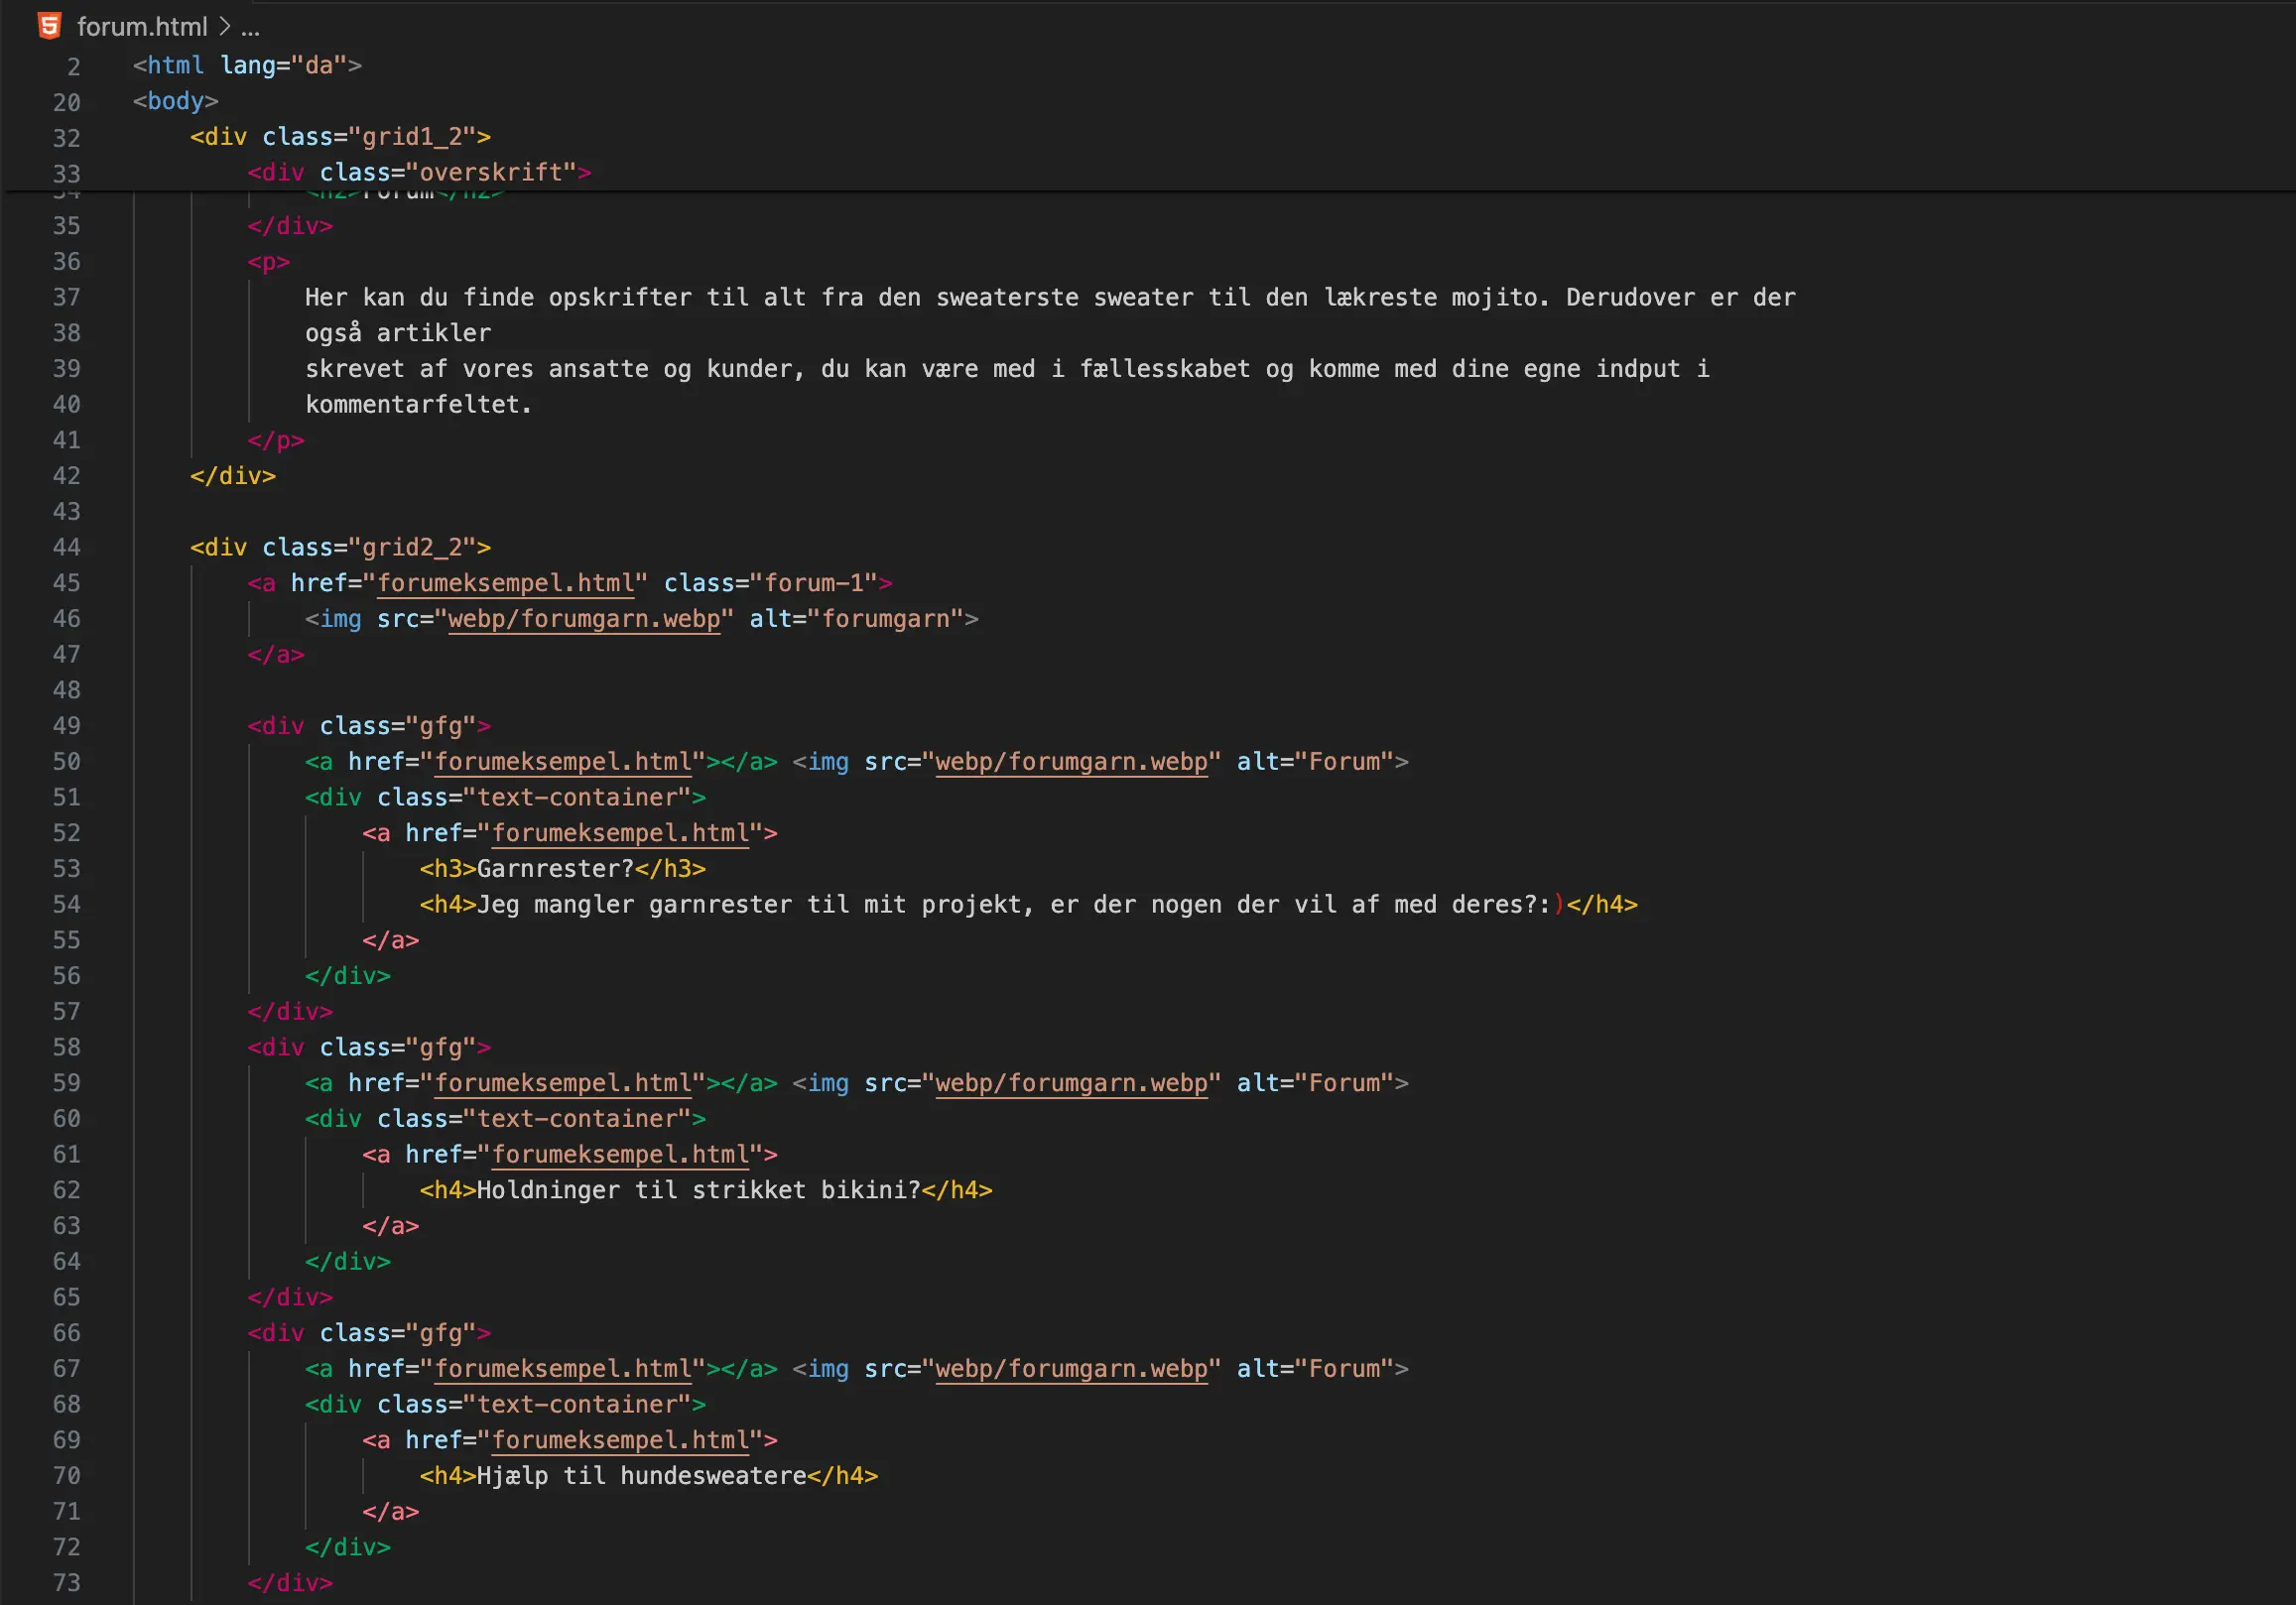 forum.html > ...
2 <html lang="da">
20 <body>
32 <div class="grid1_2">
33 <div class="overskrift">
34 <h2>Forum</h2>
35 </div>
36 <p>
37 Her kan du finde opskrifter til alt fra den sweaterste sweater til den lækreste mojito. Derudover er der
38 også artikler
39 skrevet af vores ansatte og kunder, du kan være med i fællesskabet og komme med dine egne indput i
40 kommentarfeltet.
41 </p>
42 </div>
43
44 <div class="grid2_2">
45 <a href="forumeksempel.html" class="forum-1">
46 <img src="webp/forumgarn.webp" alt="forumgarn">
47 </a>
48
49 <div class="gfg">
50 <a href="forumeksempel.html"></a> <img src="webp/forumgarn.webp" alt="Forum">
51 <div class="text-container">
52 <a href="forumeksempel.html">
53 <h3>Garnrester?</h3>
54 <h4>Jeg mangler garnrester til mit projekt, er der nogen der vil af med deres?:)</h4>
55 </a>
56 </div>
57 </div>
58 <div class="gfg">
59 <a href="forumeksempel.html"></a> <img src="webp/forumgarn.webp" alt="Forum">
60 <div class="text-container">
61 <a href="forumeksempel.html">
62 <h4>Holdninger til strikket bikini?</h4>
63 </a>
64 </div>
65 </div>
66 <div class="gfg">
67 <a href="forumeksempel.html"></a> <img src="webp/forumgarn.webp" alt="Forum">
68 <div class="text-container">
69 <a href="forumeksempel.html">
70 <h4>Hjælp til hundesweatere</h4>
71 </a>
72 </div>
73 </div>